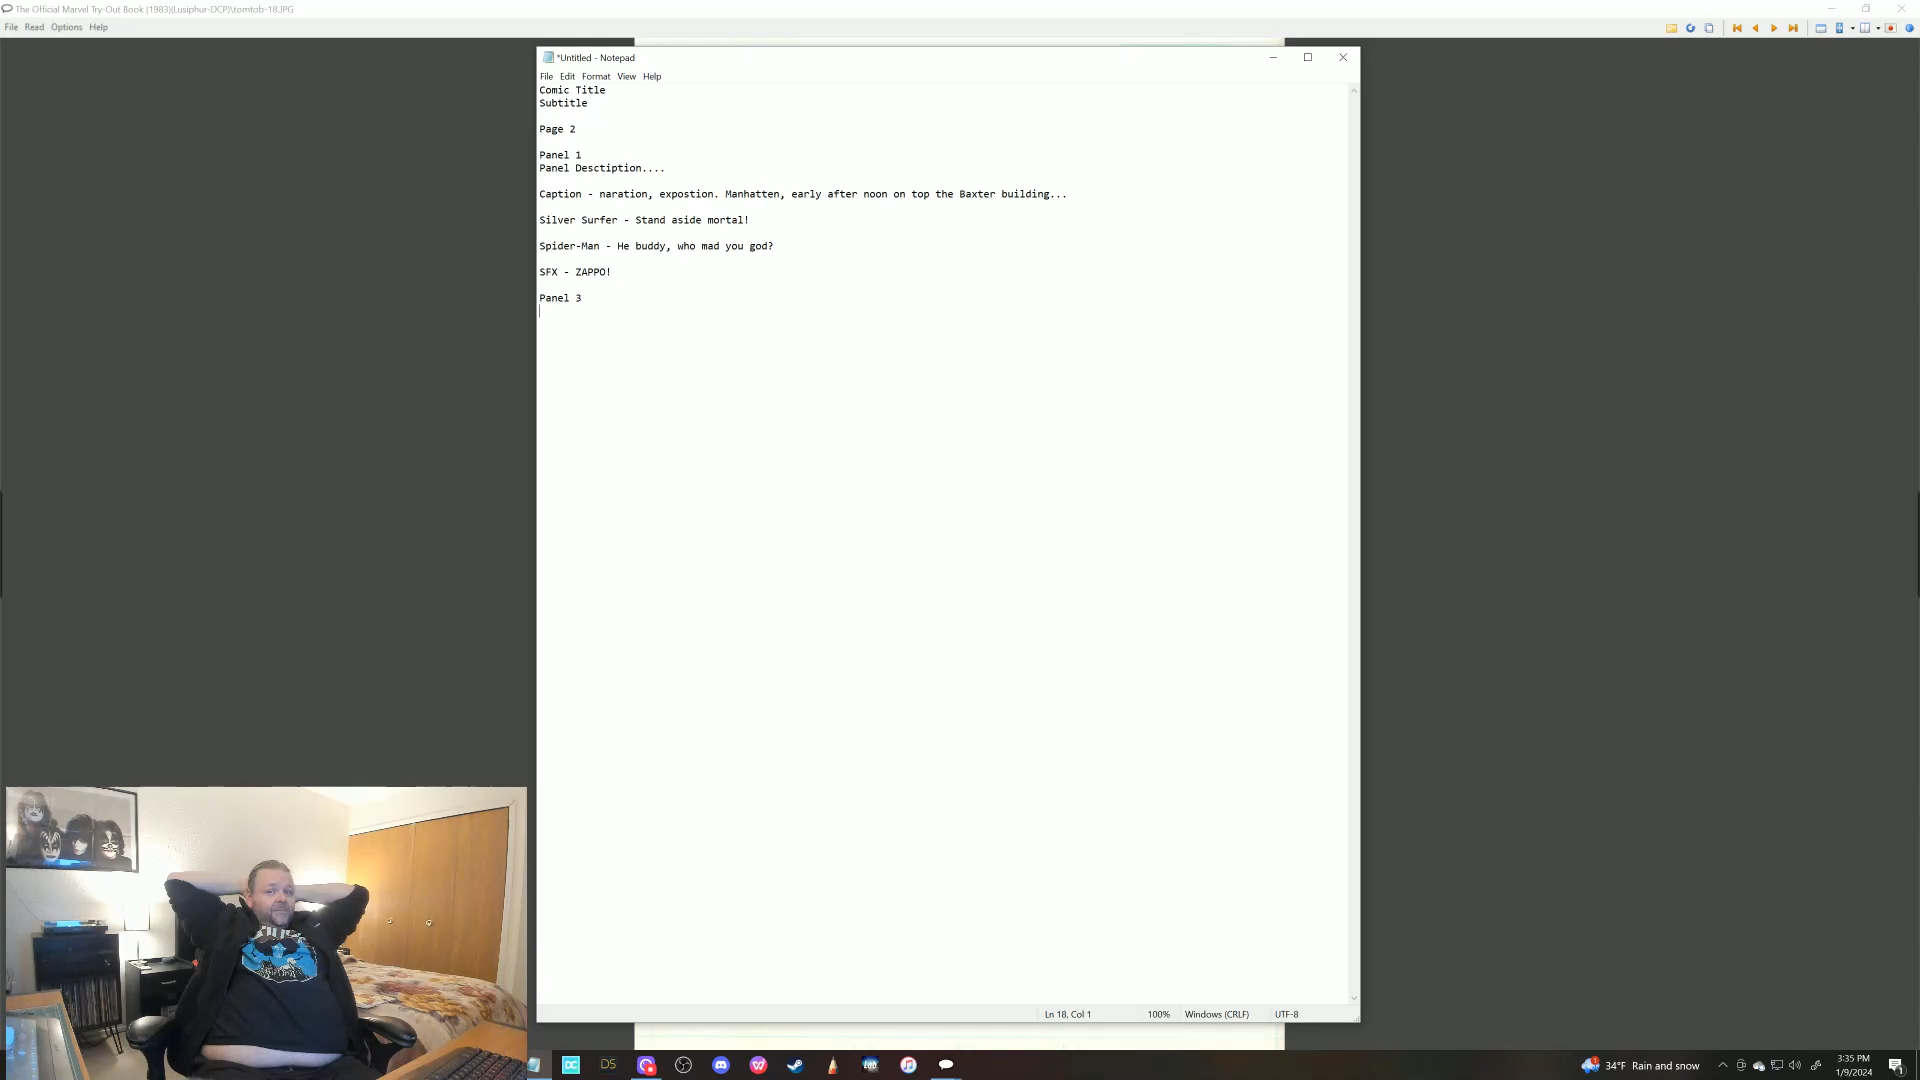 The Official Marvel Try-Out Book (1983)(Lusiphur-DCP)\tomtob-18.JPG
File Read Options Help
*Untitled - Notepad
File Edit Format View Help
Comic Title
Subtitle
Page 2
Panel 1
Panel Desctiption....
Caption - naration, expostion. Manhatten, early after noon on top the Baxter building...
Silver Surfer - Stand aside mortal!
Spider-Man - He buddy, who mad you god?
SFX - ZAPPO!
Panel 3
Ln 18, Col 1 100% Windows (CRLF) UTF-8
DC DS Lab 34°F Rain and snow 3:35 PM
1/9/2024